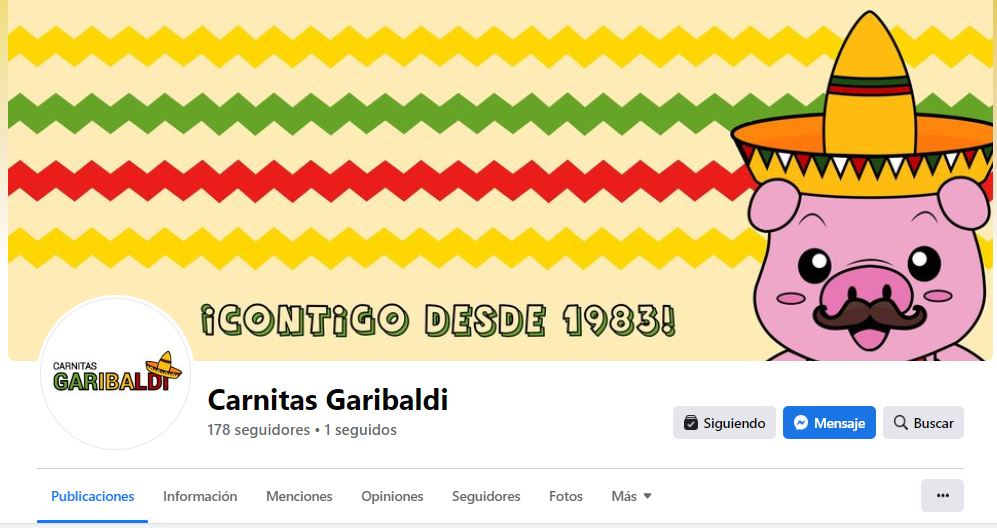 ¡CONTIGO DESDE 1983!
CARNITAS
GARIBALDI
Carnitas Garibaldi
178 seguidores • 1 seguidos
Siguiendo
Mensaje
Buscar
Publicaciones Información Menciones Opiniones Seguidores Fotos Más